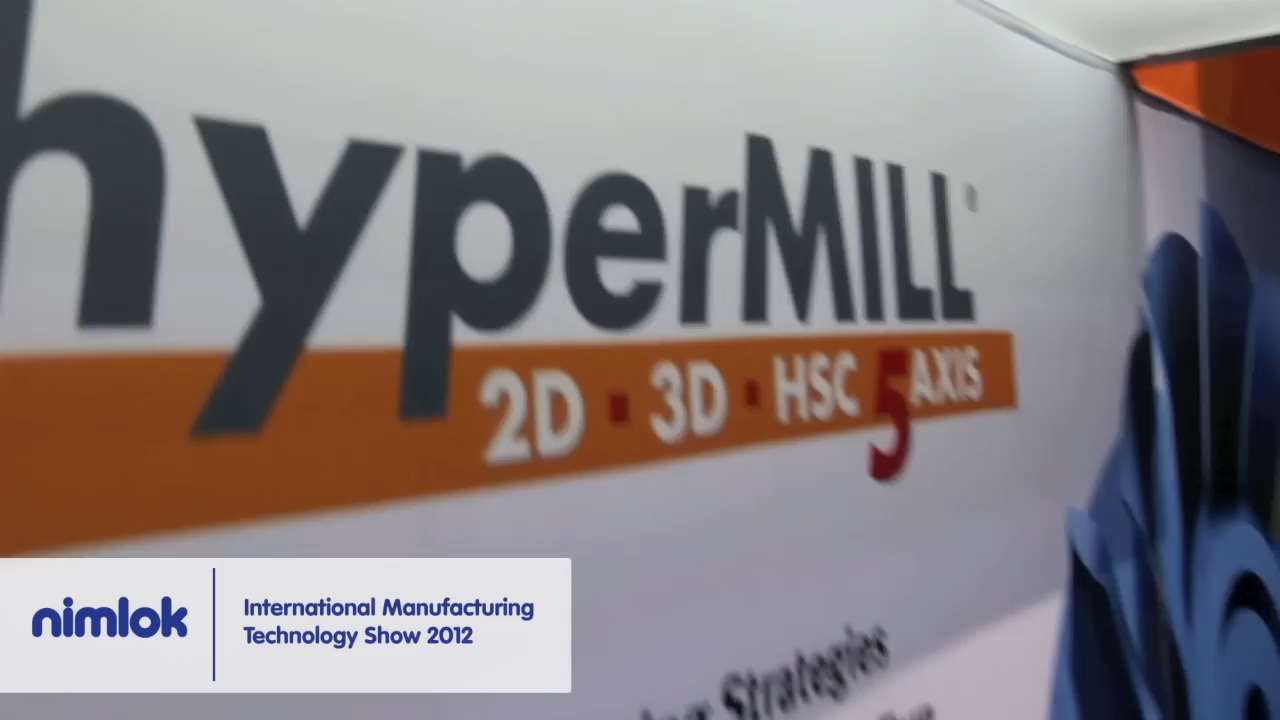 hyperMILL®
2D ▪ 3D ▪ HSC 5AXIS
Strategies
nimlok
International Manufacturing
Technology Show 2012